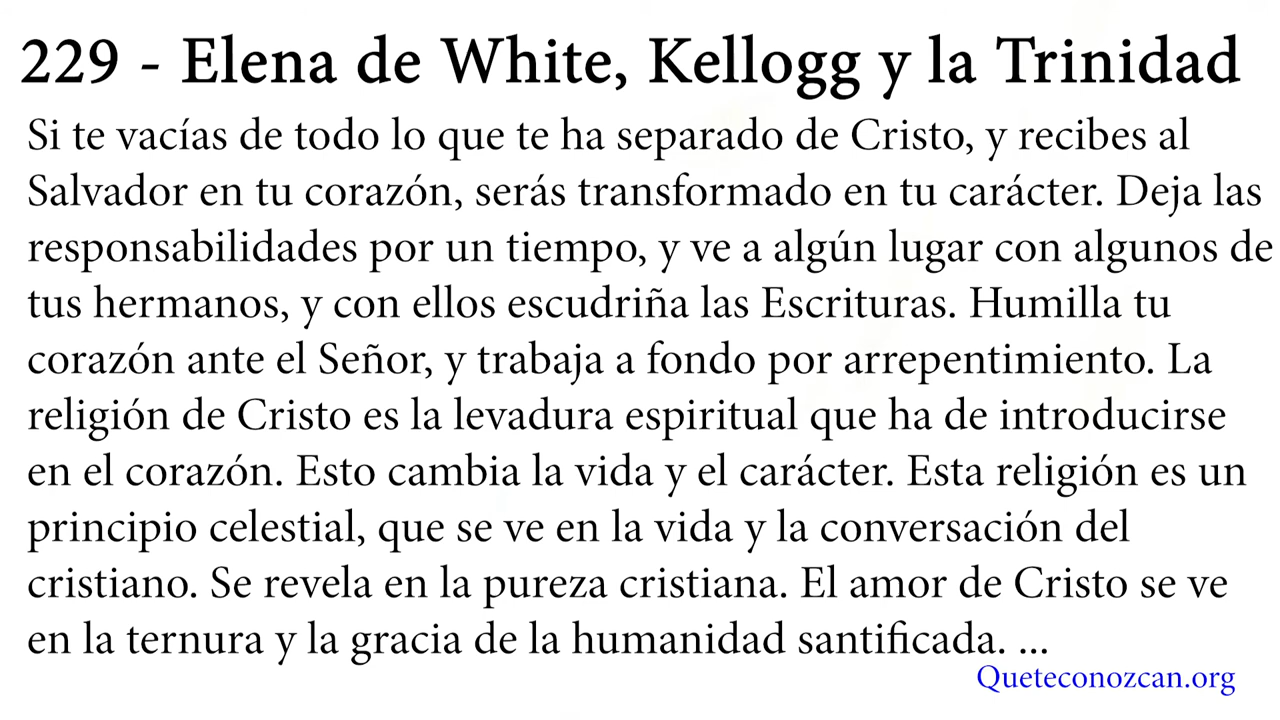 229 - Elena de White, Kellogg y la Trinidad
Si te vacías de todo lo que te ha separado de Cristo, y recibes al
Salvador en tu corazón, serás transformado en tu carácter. Deja las
responsabilidades por un tiempo, y ve a algún lugar con algunos de
tus hermanos, y con ellos escudriña las Escrituras. Humilla tu
corazón ante el Señor, y trabaja a fondo por arrepentimiento. La
religión de Cristo es la levadura espiritual que ha de introducirse
en el corazón. Esto cambia la vida y el carácter. Esta religión es un
principio celestial, que se ve en la vida y la conversación del
cristiano. Se revela en la pureza cristiana. El amor de Cristo se ve
en la ternura y la gracia de la humanidad santificada. ...
Queteconozcan.org